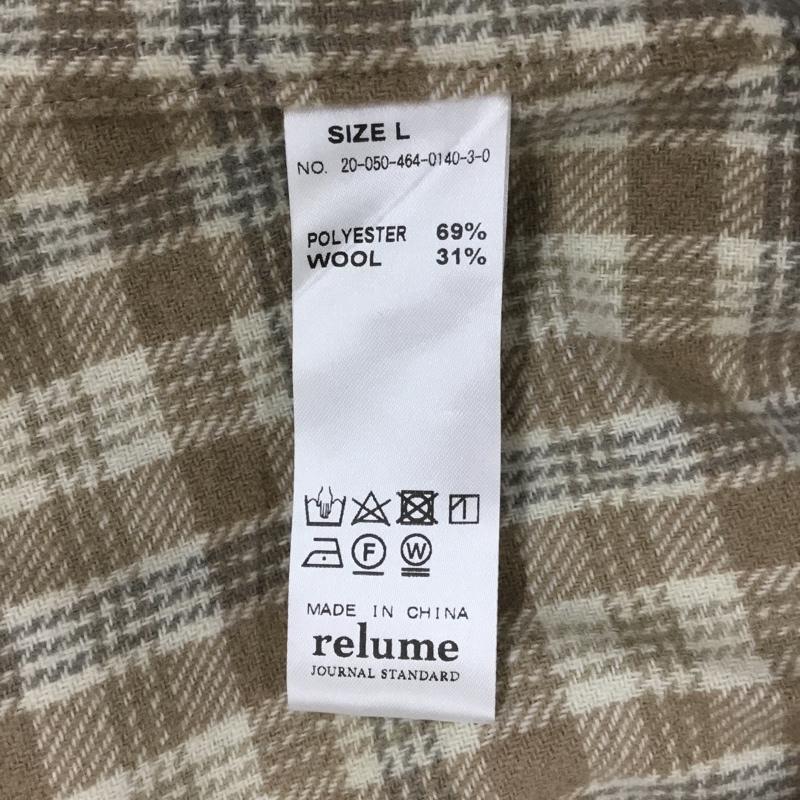 SIZE L
NO. 20-050-464-0140-3-0
POLYESTER 69%
WOOL 31%
F W
MADE IN CHINA
relume
JOURNAL STANDARD